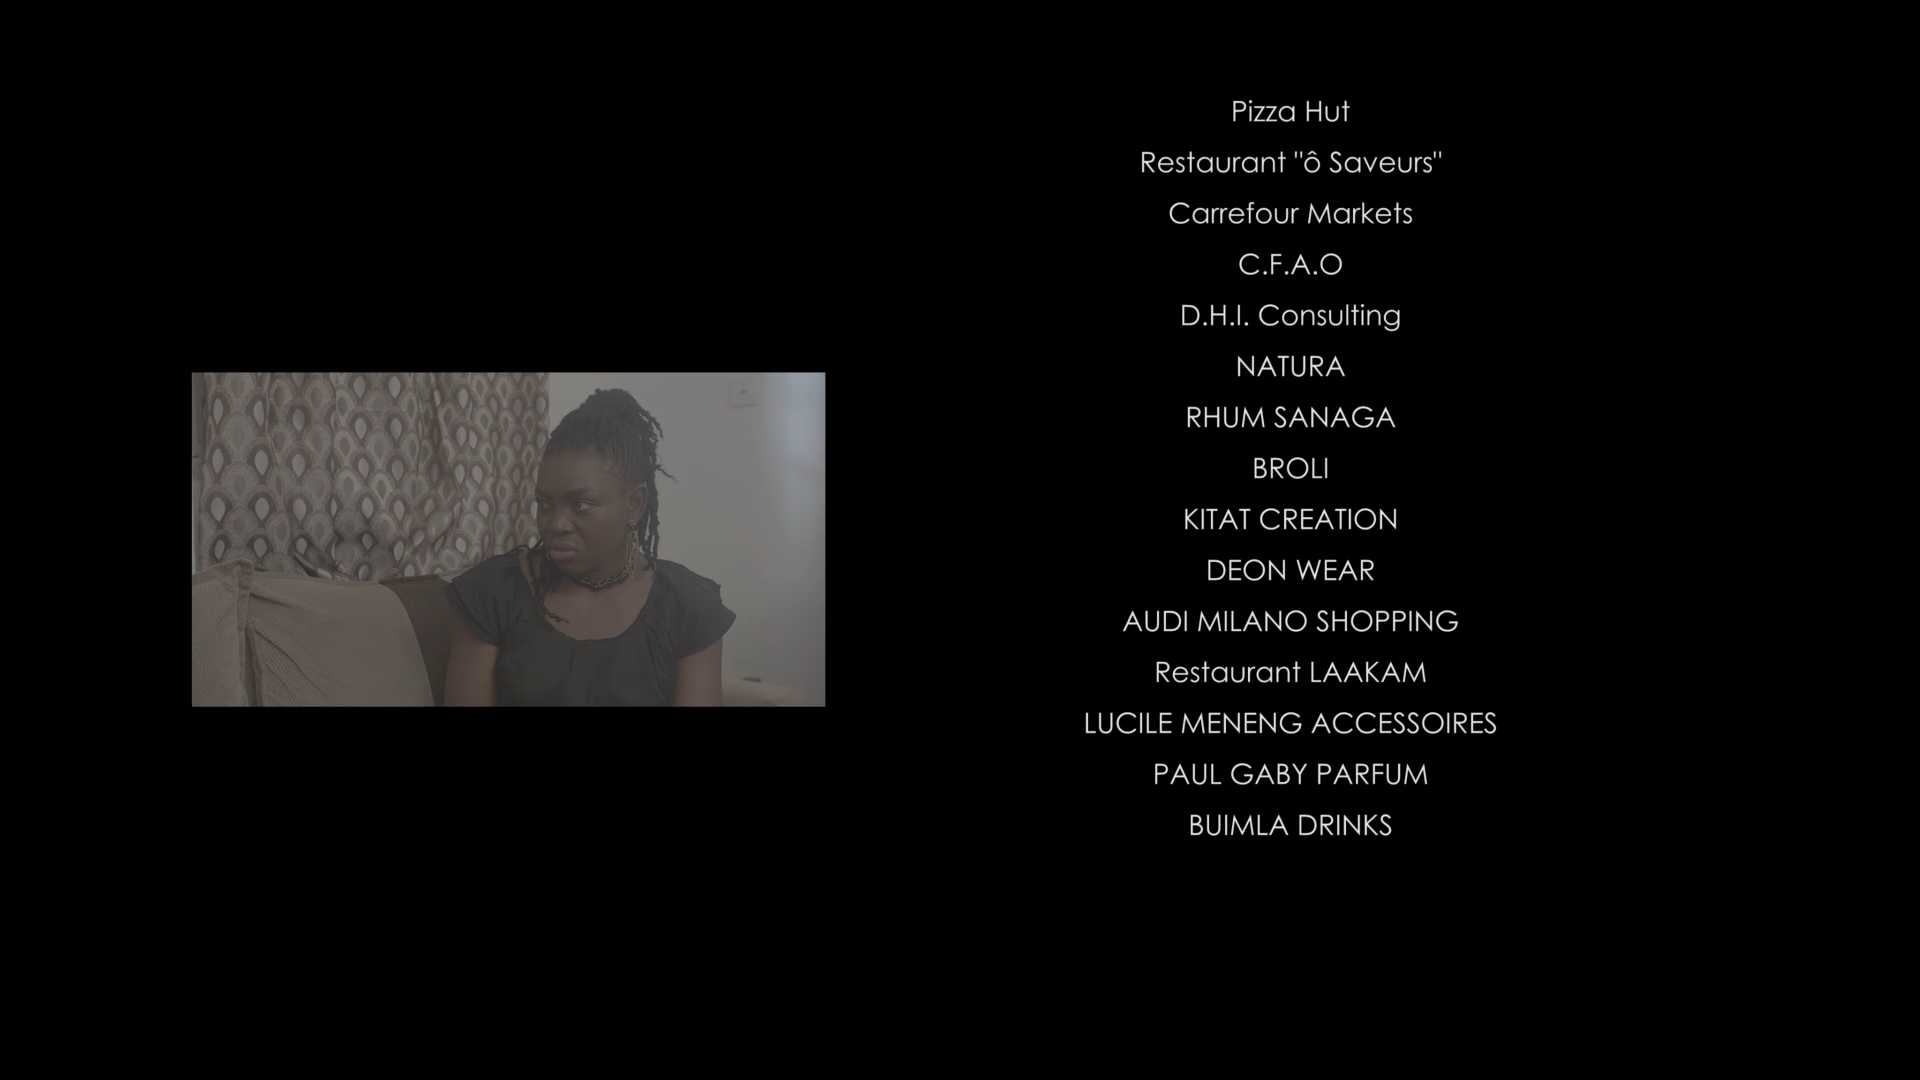 Pizza Hut
Restaurant "ô Saveurs"
Carrefour Markets
C.F.A.O
D.H.I. Consulting
NATURA
RHUM SANAGA
BROLI
KITAT CREATION
DEON WEAR
AUDI MILANO SHOPPING
Restaurant LAAKAM
LUCILE MENENG ACCESSOIRES
PAUL GABY PARFUM
BUIMLA DRINKS